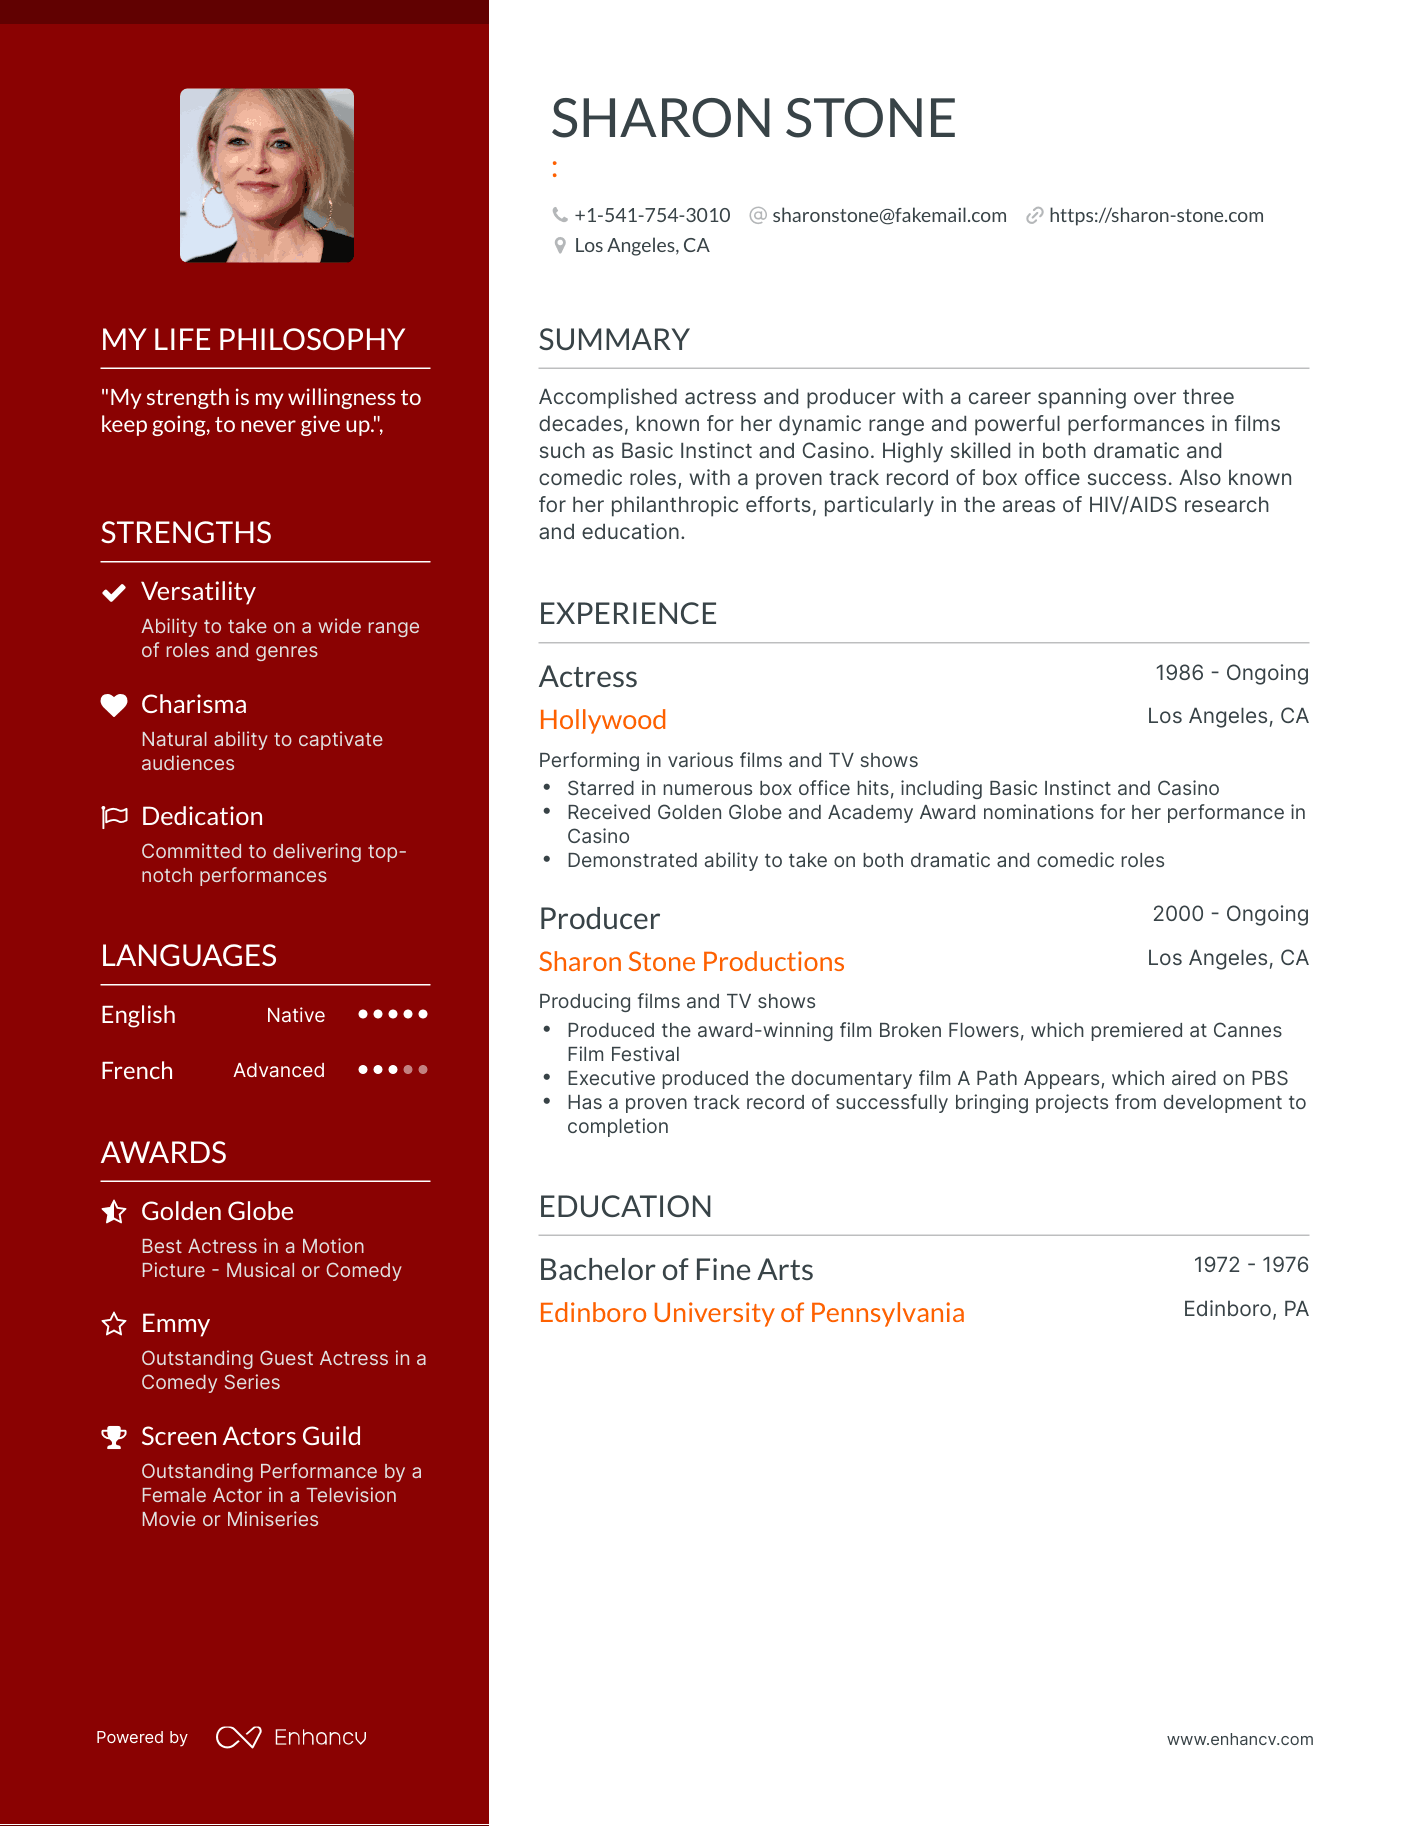 SHARON STONE
:
+1-541-754-3010 @ sharonstone@fakemail.com https://sharon-stone.com
Los Angeles, CA
MY LIFE PHILOSOPHY
"My strength is my willingness to
keep going, to never give up.",
STRENGTHS
Versatility
Ability to take on a wide range
of roles and genres
Charisma
Natural ability to captivate
audiences
Dedication
Committed to delivering top-
notch performances
LANGUAGES
English Native
French Advanced
AWARDS
Golden Globe
Best Actress in a Motion
Picture - Musical or Comedy
Emmy
Outstanding Guest Actress in a
Comedy Series
Screen Actors Guild
Outstanding Performance by a
Female Actor in a Television
Movie or Miniseries
SUMMARY
Accomplished actress and producer with a career spanning over three
decades, known for her dynamic range and powerful performances in films
such as Basic Instinct and Casino. Highly skilled in both dramatic and
comedic roles, with a proven track record of box office success. Also known
for her philanthropic efforts, particularly in the areas of HIV/AIDS research
and education.
EXPERIENCE
Actress 1986 - Ongoing
Hollywood Los Angeles, CA
Performing in various films and TV shows
• Starred in numerous box office hits, including Basic Instinct and Casino
• Received Golden Globe and Academy Award nominations for her performance in
Casino
• Demonstrated ability to take on both dramatic and comedic roles
Producer 2000 - Ongoing
Sharon Stone Productions Los Angeles, CA
Producing films and TV shows
• Produced the award-winning film Broken Flowers, which premiered at Cannes
Film Festival
• Executive produced the documentary film A Path Appears, which aired on PBS
• Has a proven track record of successfully bringing projects from development to
completion
EDUCATION
Bachelor of Fine Arts 1972 - 1976
Edinboro University of Pennsylvania Edinboro, PA
Powered by Enhancv
www.enhancv.com